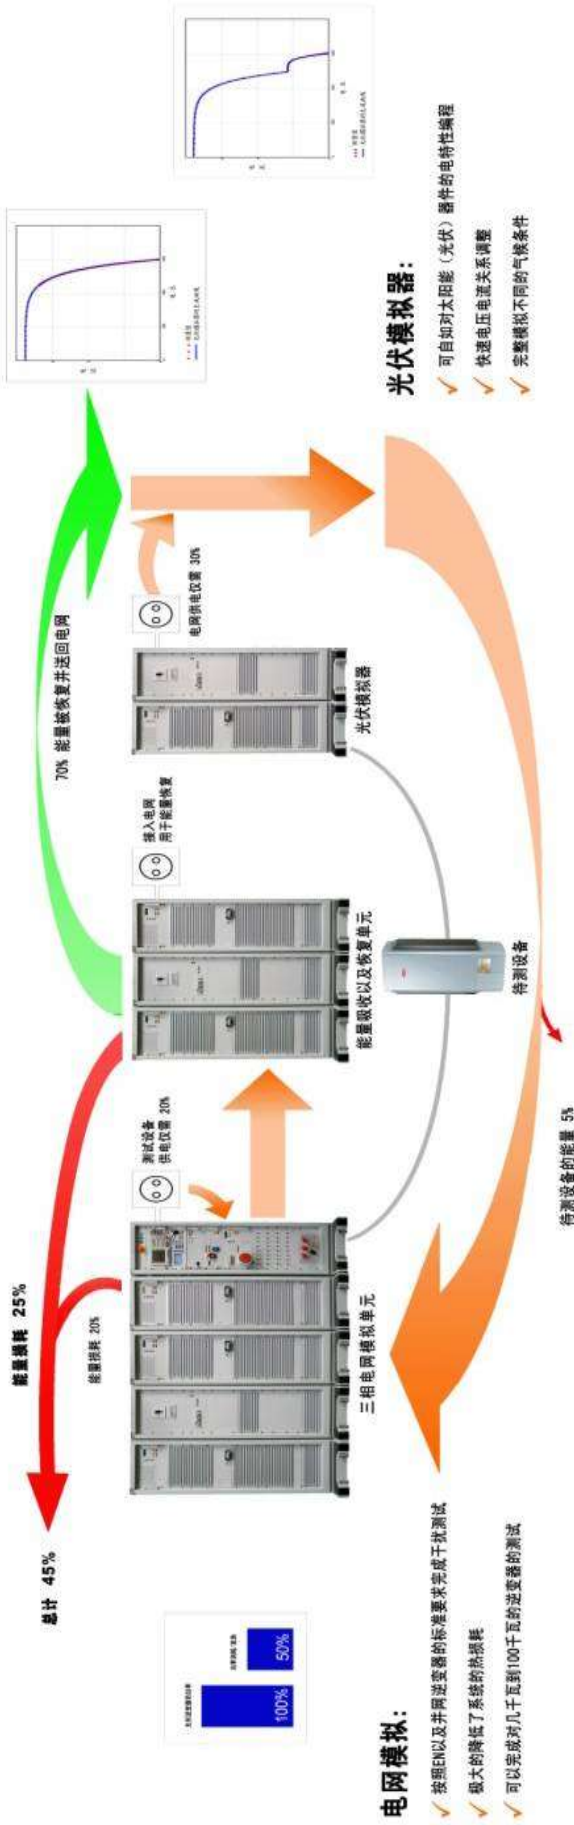 总计 45%
能量损耗 25%
能量损耗 20%
70% 能量被恢复并送回电网
测试设备
供电仅需 20%
接入电网
用于能量恢复
电网供电仅需 30%
三相电网模拟单元
能量吸收以及恢复单元
光伏模拟器
待测设备
待测设备的能量 5%
100%
50%
电网模拟:
✓ 按照EN以及并网逆变器的标准要求完成干扰测试
✓ 极大的降低了系统的热损耗
✓ 可以完成对几千瓦到100千瓦的逆变器的测试
光伏模拟器:
✓ 可自如对太阳能（光伏）器件的电特性编程
✓ 快速电压电流关系调整
✓ 完整模拟不同的气候条件